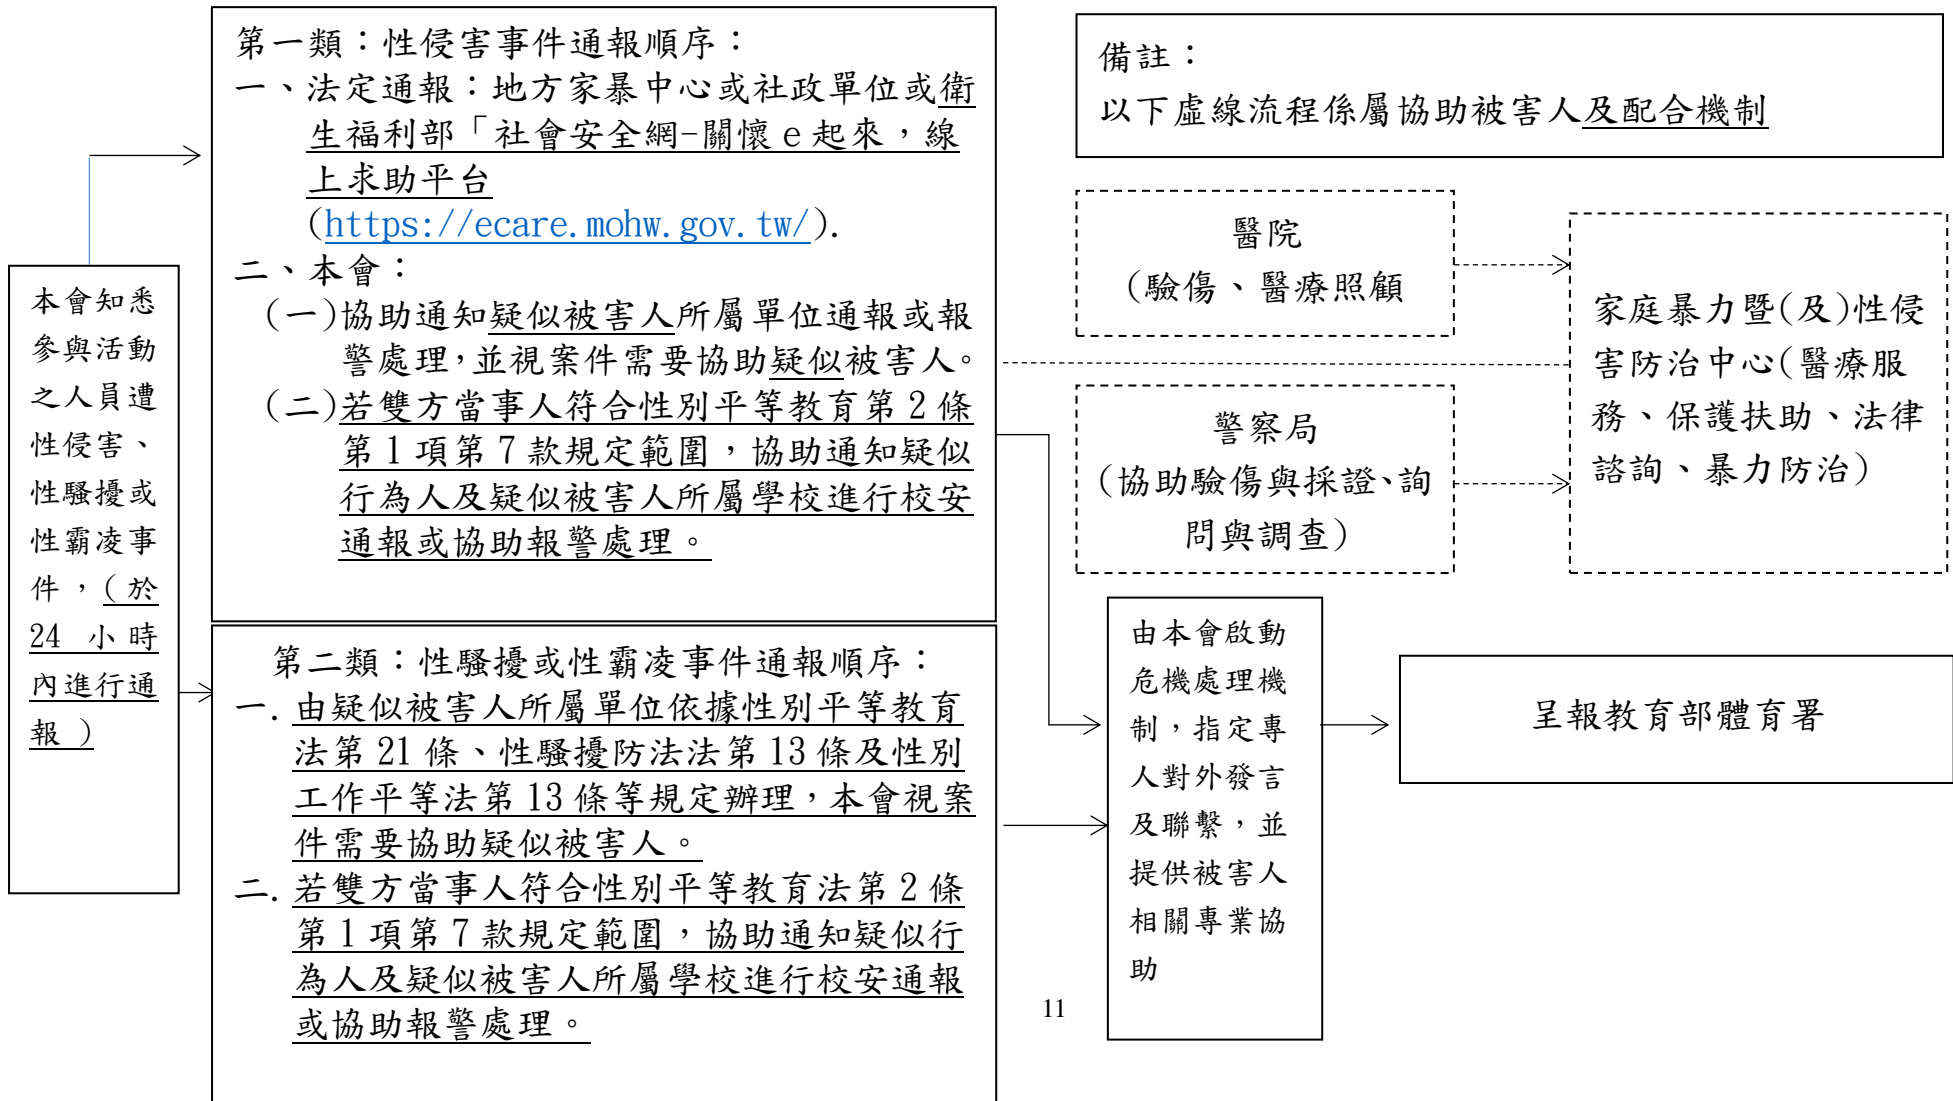 本會知悉
參與活動
之人員遭
性侵害、
性騷擾或
性霸凌事
件，(於
24 小時
內進行通
報)
第一類：性侵害事件通報順序：
一、法定通報：地方家暴中心或社政單位或衛
生福利部「社會安全網-關懷 e 起來，線
上求助平台
(https://ecare.mohw.gov.tw/).
二、本會：
(一)協助通知疑似被害人所屬單位通報或報
警處理，並視案件需要協助疑似被害人。
(二)若雙方當事人符合性別平等教育第 2 條
第 1 項第 7 款規定範圍，協助通知疑似
行為人及疑似被害人所屬學校進行校安
通報或協助報警處理。
第二類：性騷擾或性霸凌事件通報順序：
一. 由疑似被害人所屬單位依據性別平等教育
法第 21 條、性騷擾防法法第 13 條及性別
工作平等法第 13 條等規定辦理，本會視案
件需要協助疑似被害人。
二. 若雙方當事人符合性別平等教育法第 2 條
第 1 項第 7 款規定範圍，協助通知疑似行
為人及疑似被害人所屬學校進行校安通報
或協助報警處理。
備註：
以下虛線流程係屬協助被害人及配合機制
醫院
(驗傷、醫療照顧
警察局
(協助驗傷與採證、詢
問與調查)
家庭暴力暨(及)性侵
害防治中心(醫療服
務、保護扶助、法律
諮詢、暴力防治)
由本會啟動
危機處理機
制，指定專
人對外發言
及聯繫，並
提供被害人
相關專業協
助
呈報教育部體育署
11